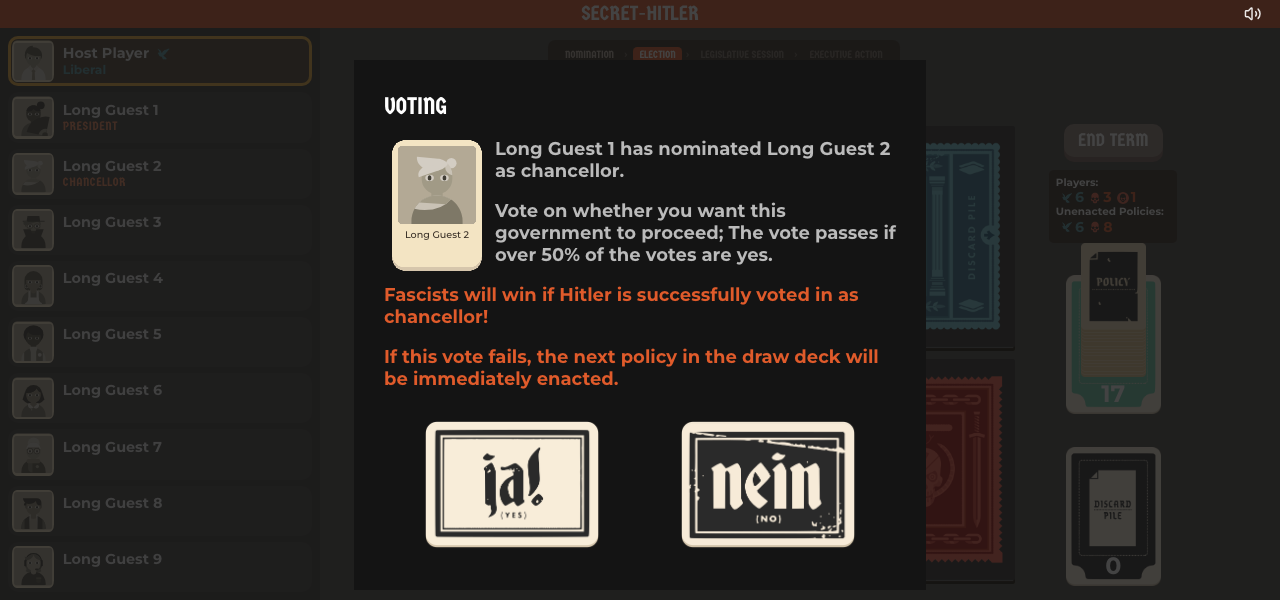 SECRET-HITLER
Host Player
Liberal
Long Guest 1
PRESIDENT
Long Guest 2
CHANCELLOR
Long Guest 3
Long Guest 4
Long Guest 5
Long Guest 6
Long Guest 7
Long Guest 8
Long Guest 9
NOMINATION
ELECTION
LEGISLATIVE SESSION
EXECUTIVE ACTION
VOTING
Long Guest 2
Long Guest 1 has nominated Long Guest 2
as chancellor.
Vote on whether you want this
government to proceed; The vote passes if
over 50% of the votes are yes.
Fascists will win if Hitler is successfully voted in as
chancellor!
If this vote fails, the next policy in the draw deck will
be immediately enacted.
ja!
(YES)
nein
(NO)
DISCARD PILE
END TERM
Players:
6 3 1
Unenacted Policies:
6 8
POLICY
17
DISCARD
PILE
0